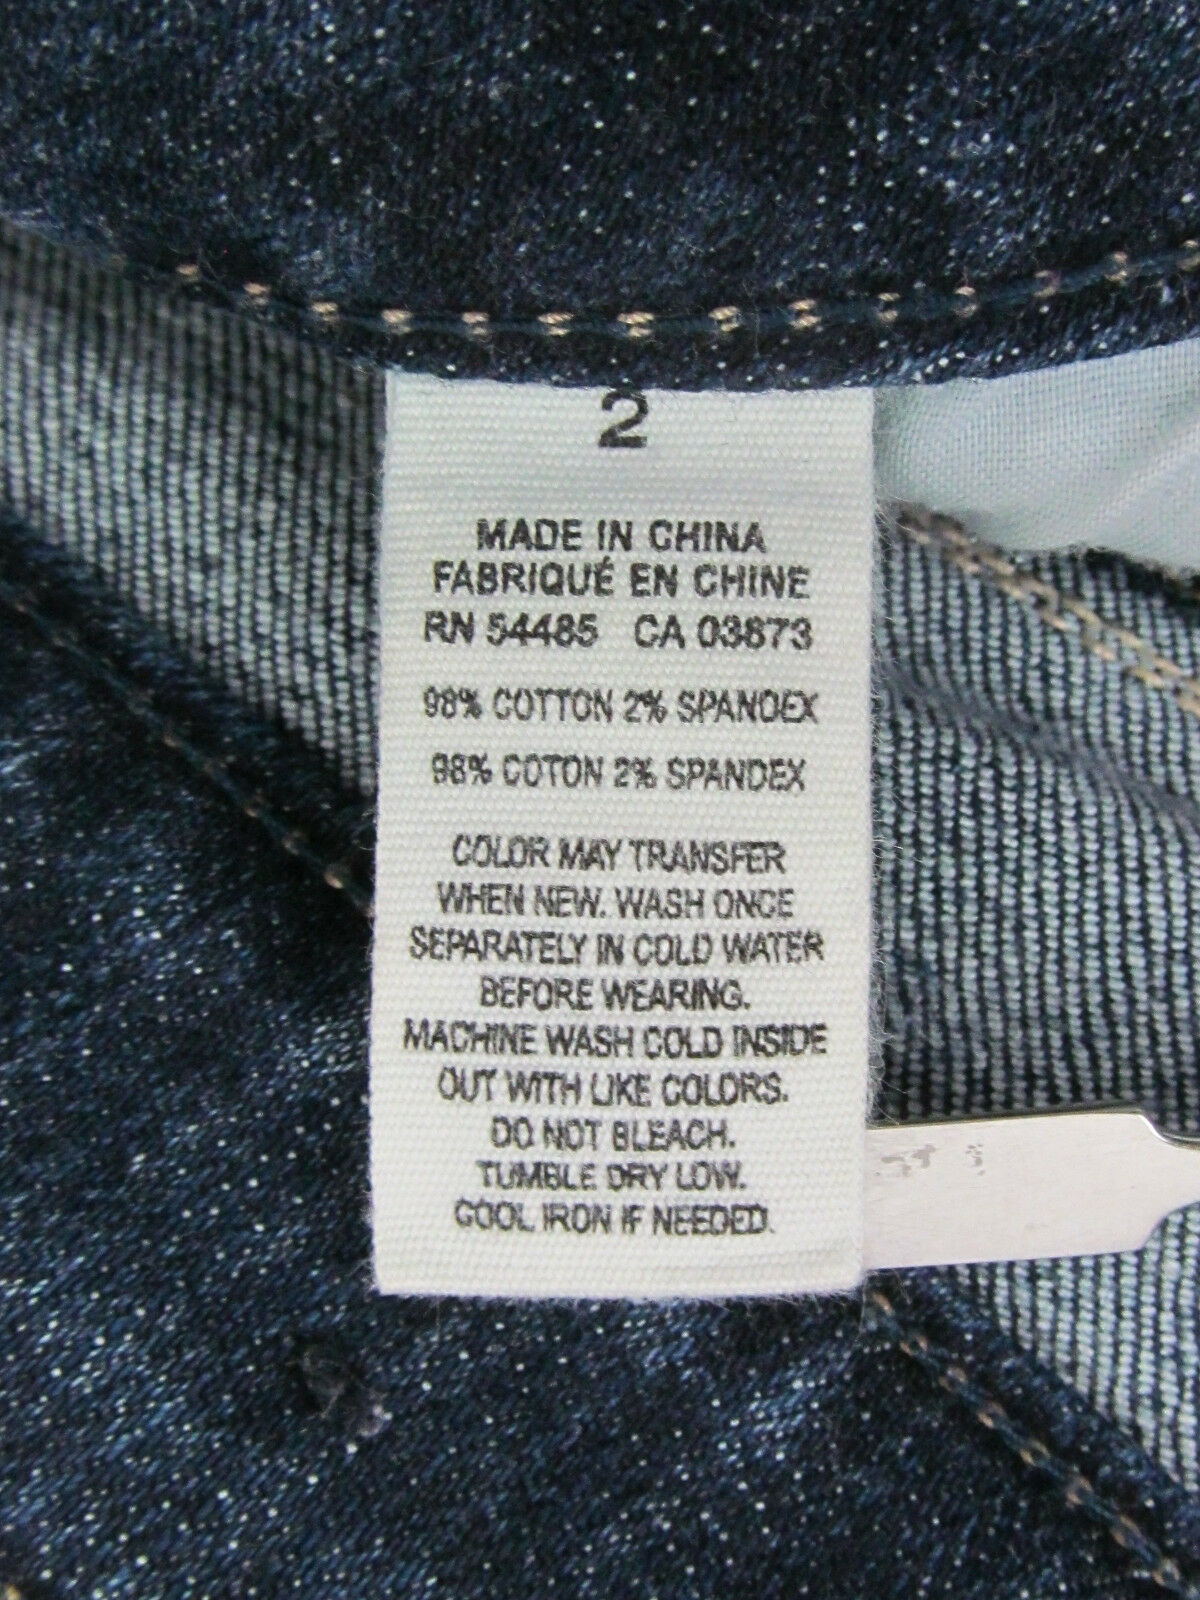 2
MADE IN CHINA
FABRIQUÉ EN CHINE
RN 54485 CA 03873
98% COTTON 2% SPANDEX
98% COTON 2% SPANDEX
COLOR MAY TRANSFER
WHEN NEW. WASH ONCE
SEPARATELY IN COLD WATER
BEFORE WEARING.
MACHINE WASH COLD INSIDE
OUT WITH LIKE COLORS.
DO NOT BLEACH.
TUMBLE DRY LOW.
COOL IRON IF NEEDED.